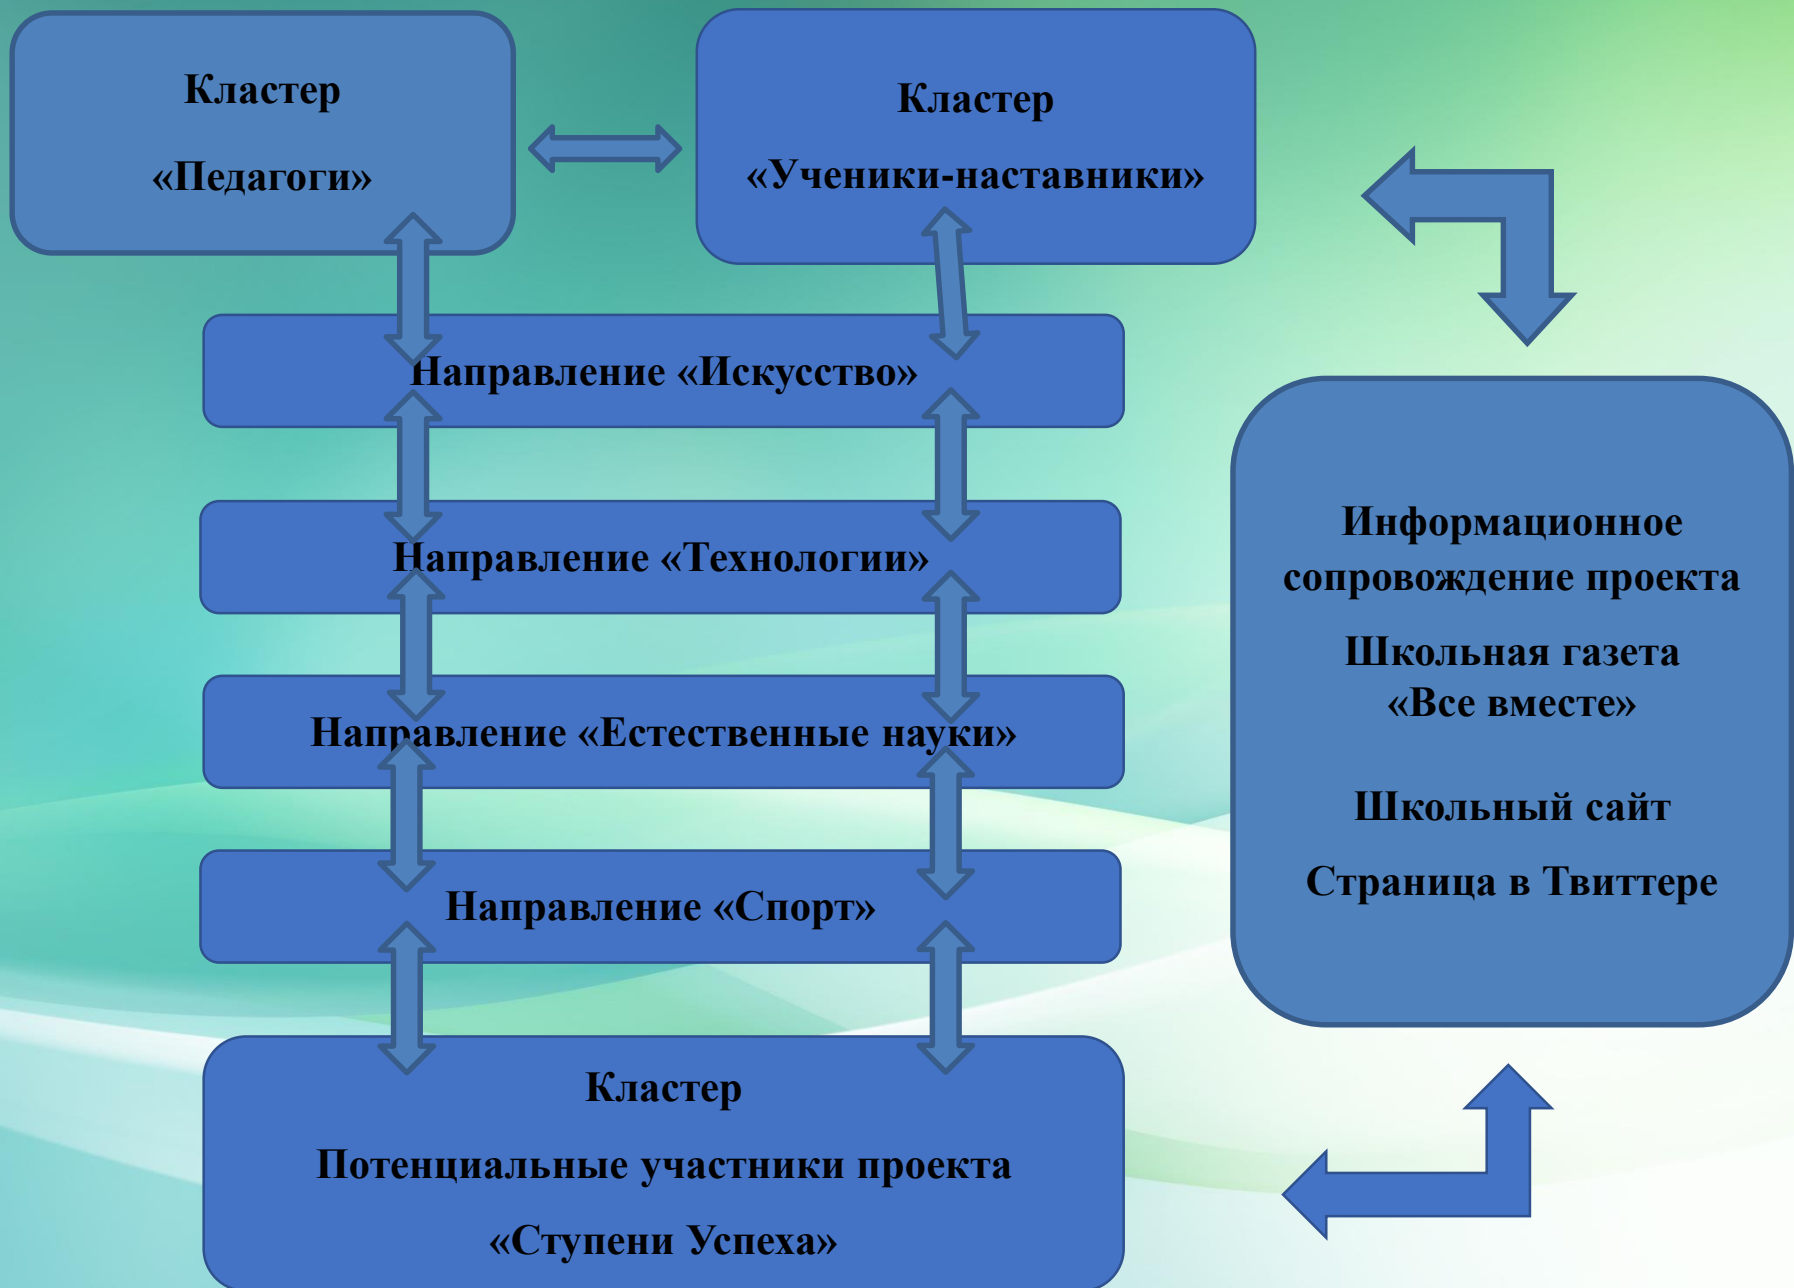 Кластер
«Педагоги»
Кластер
«Ученики-наставники»
Направление «Искусство»
Направление «Технологии»
Направление «Естественные науки»
Направление «Спорт»
Кластер
Потенциальные участники проекта
«Ступени Успеха»
Информационное
сопровождение проекта
Школьная газета
«Все вместе»
Школьный сайт
Страница в Твиттере